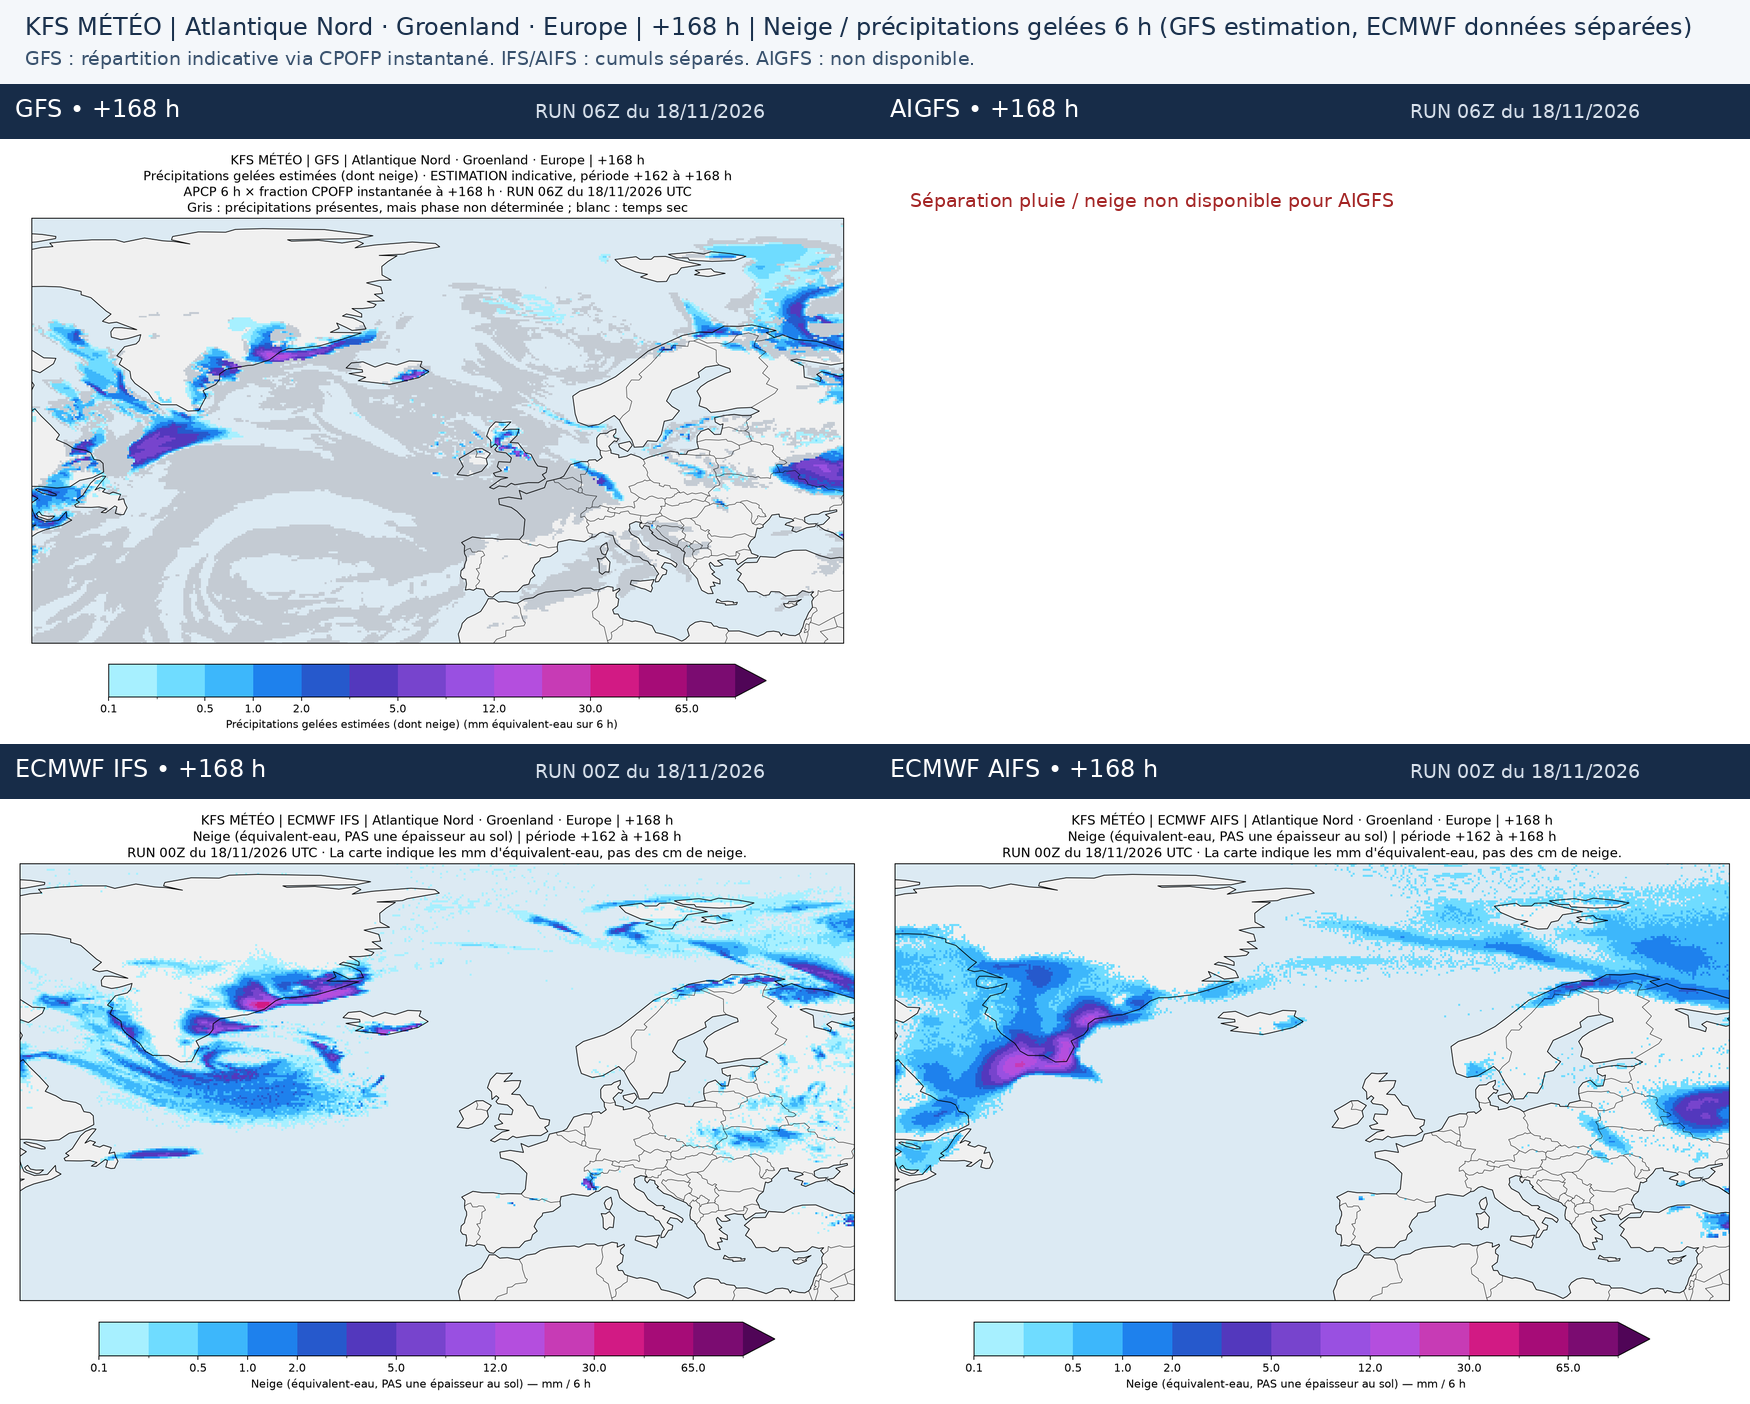 KFS MÉTÉO | Atlantique Nord · Groenland · Europe | +168 h | Neige / précipitations gelées 6 h (GFS estimation, ECMWF données séparées)
GFS : répartition indicative via CPOFP instantané. IFS/AIFS : cumuls séparés. AIGFS : non disponible.
GFS • +168 h
RUN 06Z du 18/11/2026
AIGFS • +168 h
RUN 06Z du 18/11/2026
KFS MÉTÉO | GFS | Atlantique Nord · Groenland · Europe | +168 h
Précipitations gelées estimées (dont neige) · ESTIMATION indicative, période +162 à +168 h
APCP 6 h × fraction CPOFP instantanée à +168 h · RUN 06Z du 18/11/2026 UTC
Gris : précipitations présentes, mais phase non déterminée ; blanc : temps sec
Séparation pluie / neige non disponible pour AIGFS
0.1 0.5 1.0 2.0 5.0 12.0 30.0 65.0
Précipitations gelées estimées (dont neige) (mm équivalent-eau sur 6 h)
ECMWF IFS • +168 h
RUN 00Z du 18/11/2026
ECMWF AIFS • +168 h
RUN 00Z du 18/11/2026
KFS MÉTÉO | ECMWF IFS | Atlantique Nord · Groenland · Europe | +168 h
Neige (équivalent-eau, PAS une épaisseur au sol) | période +162 à +168 h
RUN 00Z du 18/11/2026 UTC · La carte indique les mm d'équivalent-eau, pas des cm de neige.
KFS MÉTÉO | ECMWF AIFS | Atlantique Nord · Groenland · Europe | +168 h
Neige (équivalent-eau, PAS une épaisseur au sol) | période +162 à +168 h
RUN 00Z du 18/11/2026 UTC · La carte indique les mm d'équivalent-eau, pas des cm de neige.
0.1 0.5 1.0 2.0 5.0 12.0 30.0 65.0
Neige (équivalent-eau, PAS une épaisseur au sol) — mm / 6 h
0.1 0.5 1.0 2.0 5.0 12.0 30.0 65.0
Neige (équivalent-eau, PAS une épaisseur au sol) — mm / 6 h